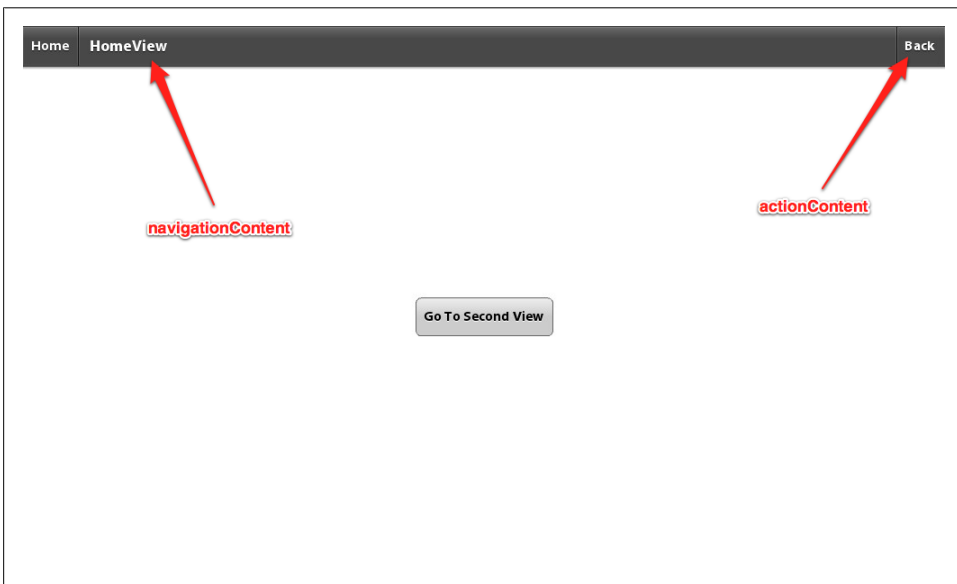 Home HomeView Back
actionContent
navigationContent
Go To Second View